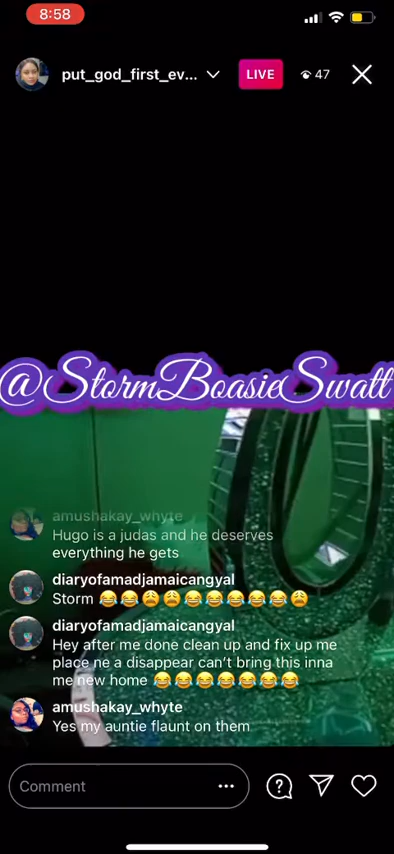 8:58
put_god_first_ev...
LIVE
47
@StormBoasieSwatt
amushakay_whyte
Hugo is a judas and he deserves
everything he gets
diaryofamadjamaicangyal
Storm 😂😂😩😩😂😂😂😂😂😩
diaryofamadjamaicangyal
Hey after me done clean up and fix up me
place ne a disappear can't bring this inna
me new home 😂😂😂😂😂😂😂
amushakay_whyte
Yes my auntie flaunt on them
Comment